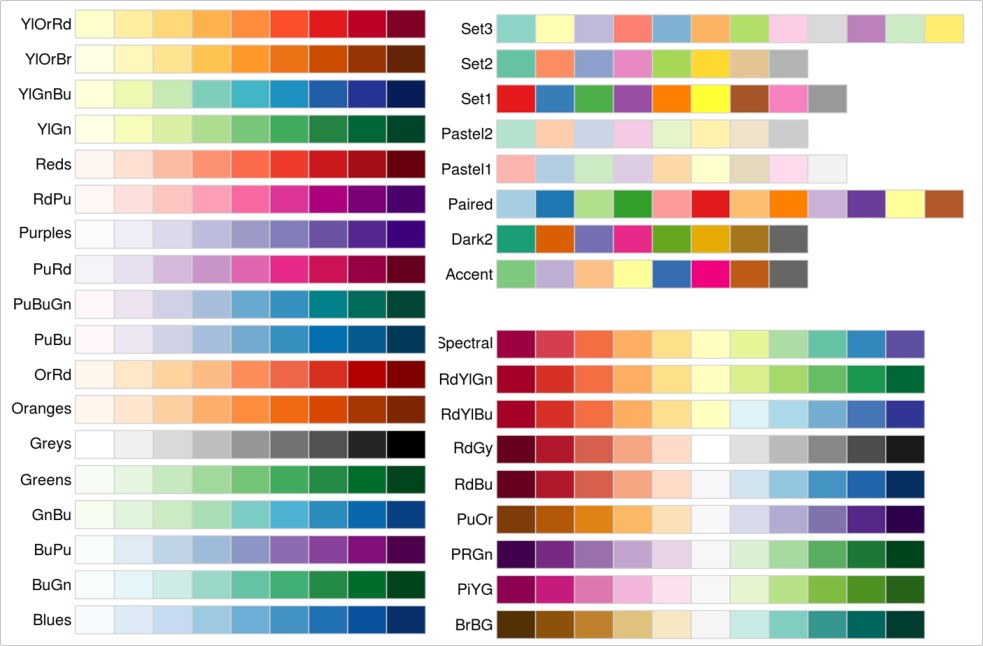 YlOrRd
YlOrBr
YlGnBu
YlGn
Reds
RdPu
Purples
PuRd
PuBuGn
PuBu
OrRd
Oranges
Greys
Greens
GnBu
BuPu
BuGn
Blues
Set3
Set2
Set1
Pastel2
Pastel1
Paired
Dark2
Accent
Spectral
RdYlGn
RdYlBu
RdGy
RdBu
PuOr
PRGn
PiYG
BrBG